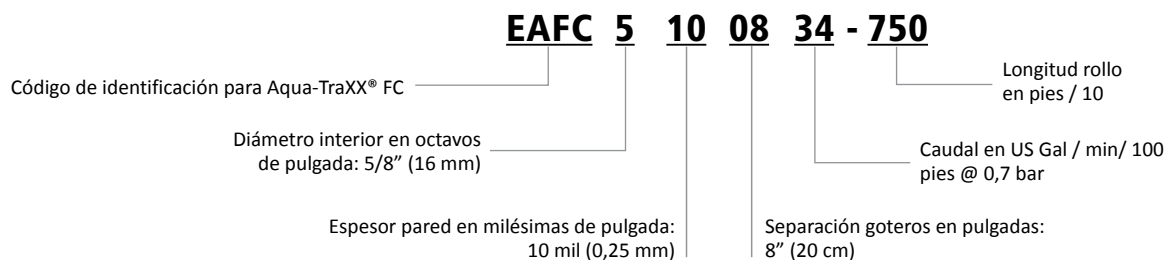 EAFC 5 10 08 34 - 750
Código de identificación para Aqua-TraXX® FC
Longitud rollo
en pies / 10
Diámetro interior en octavos
de pulgada: 5/8” (16 mm)
Caudal en US Gal / min/ 100
pies @ 0,7 bar
Espesor pared en milésimas de pulgada:
10 mil (0,25 mm)
Separación goteros en pulgadas:
8” (20 cm)